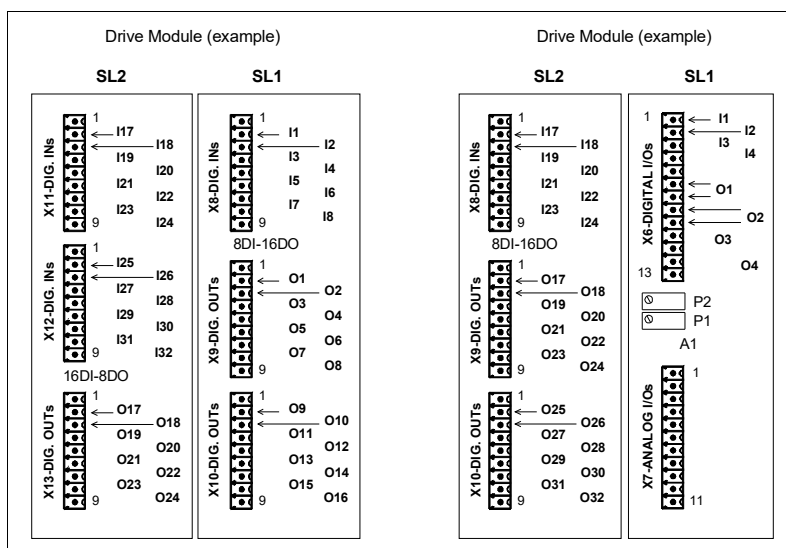 Drive Module (example)
SL2
SL1
X11-DIG. INs
1
I17
I18
I19
I20
I21
I22
I23
I24
9
X12-DIG. INs
1
I25
I26
I27
I28
I29
I30
I31
I32
9
16DI-8DO
X13-DIG. OUTs
1
O17
O18
O19
O20
O21
O22
O23
O24
9
X8-DIG. INs
1
I1
I2
I3
I4
I5
I6
I7
I8
9
8DI-16DO
X9-DIG. OUTs
1
O1
O2
O3
O4
O5
O6
O7
O8
9
X10-DIG. OUTs
1
O9
O10
O11
O12
O13
O14
O15
O16
9
Drive Module (example)
SL2
SL1
X8-DIG. INs
1
I17
I18
I19
I20
I21
I22
I23
I24
9
8DI-16DO
X9-DIG. OUTs
1
O17
O18
O19
O20
O21
O22
O23
O24
9
X10-DIG. OUTs
1
O25
O26
O27
O28
O29
O30
O31
O32
9
X6-DIGITAL I/Os
1
I1
I2
I3
I4
O1
O2
O3
O4
13
P2
P1
A1
X7-ANALOG I/Os
1
11